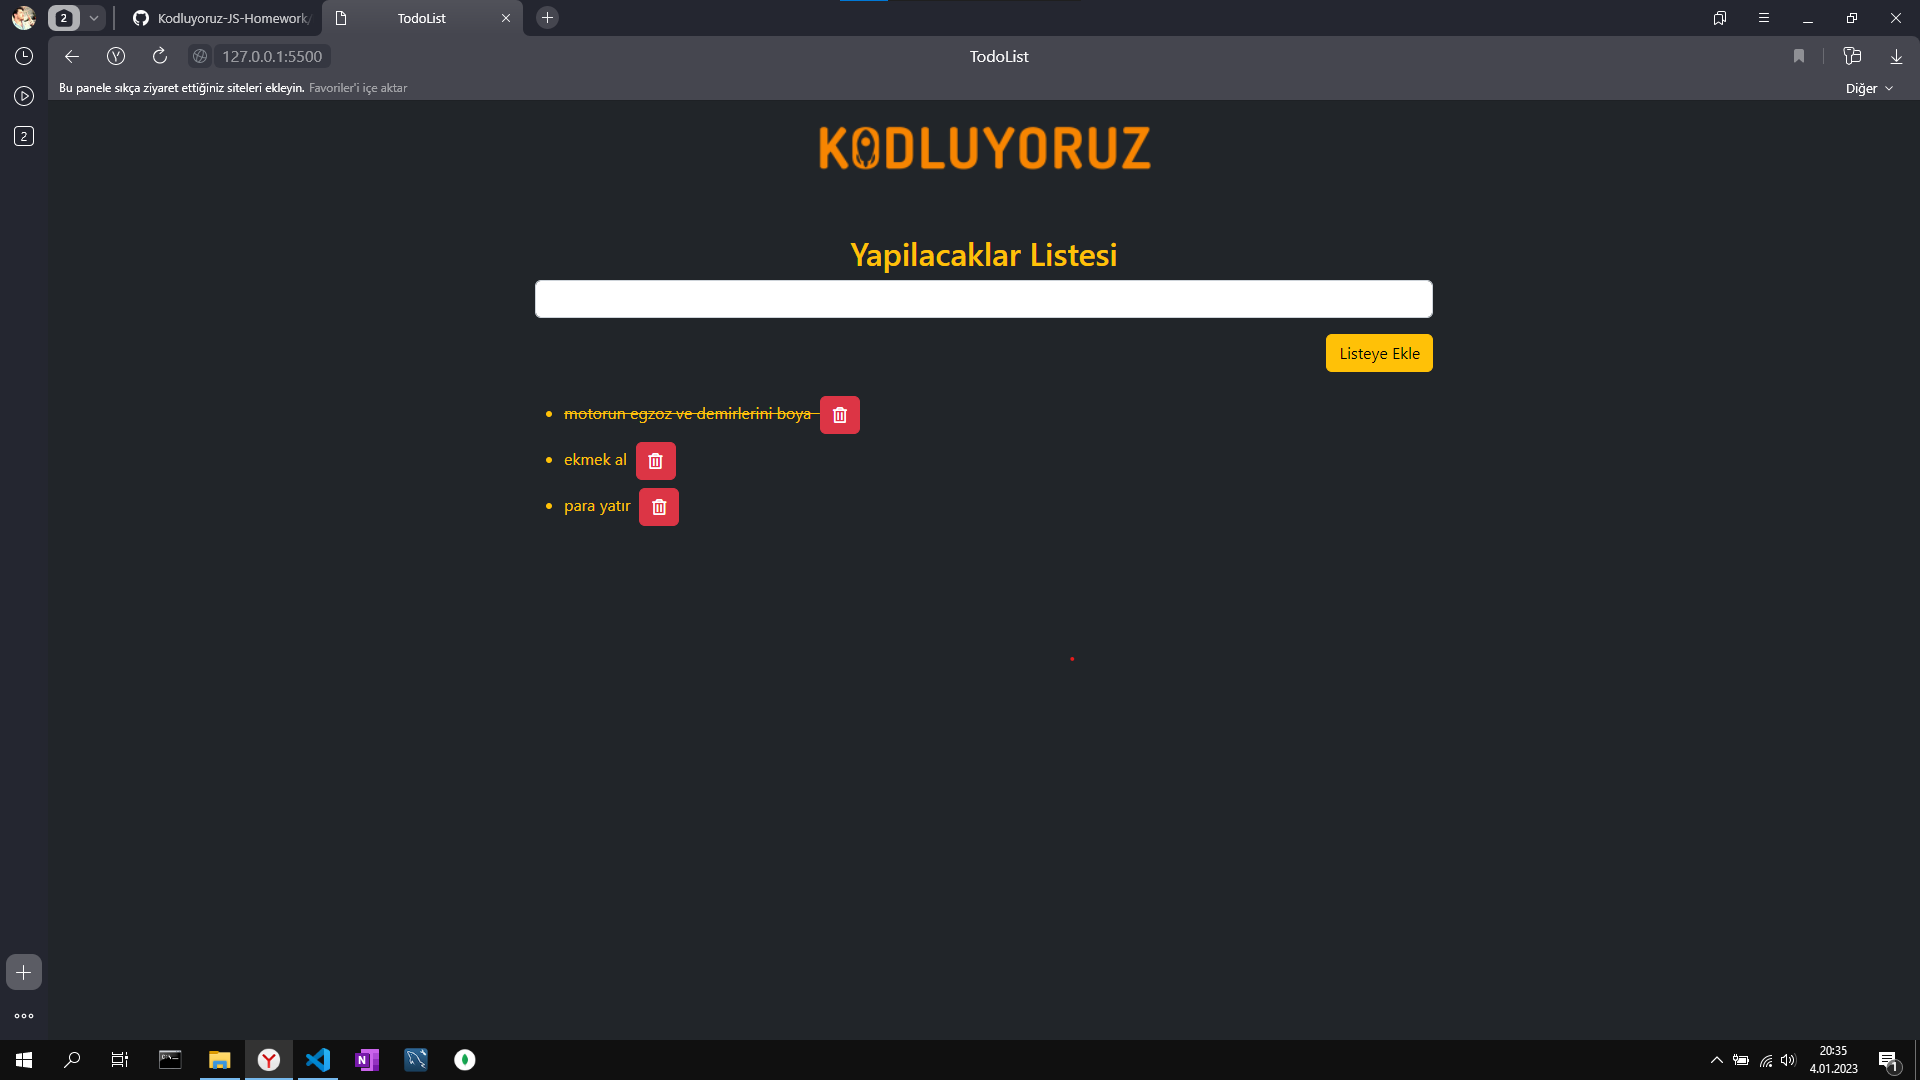 2
Kodluyoruz-JS-Homework/
TodoList
127.0.0.1:5500
TodoList
Bu panele sıkça ziyaret ettiğiniz siteleri ekleyin. Favoriler'i içe aktar
Diğer
2
KODLUYORUZ
Yapilacaklar Listesi
Listeye Ekle
motorun egzoz ve demirlerini boya
ekmek al
para yatır
20:35
4.01.2023
1